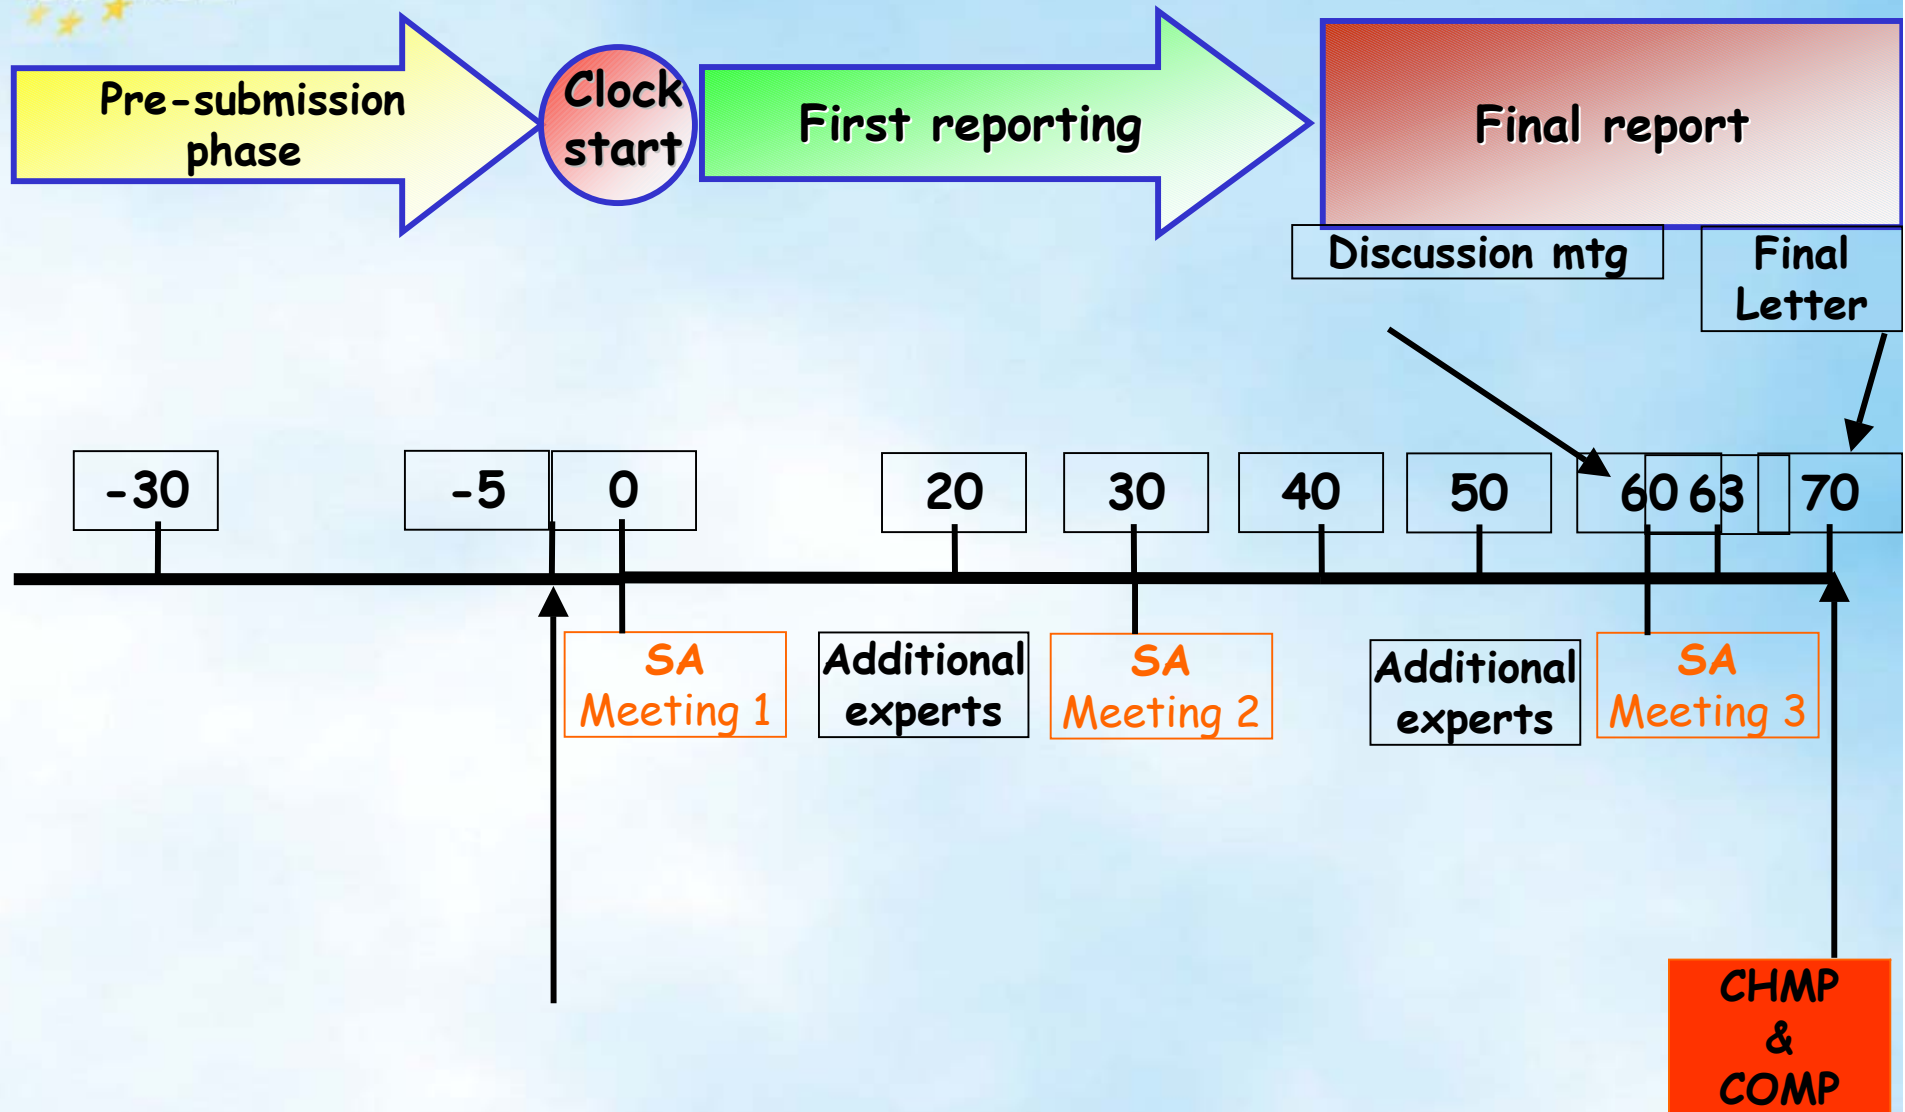 Pre-submission
phase
Clock
start
First reporting
Final report
Discussion mtg
Final
Letter
-30
-5
0
20
30
40
50
60
63
70
SA
Meeting 1
Additional
experts
SA
Meeting 2
Additional
experts
SA
Meeting 3
CHMP
&
COMP